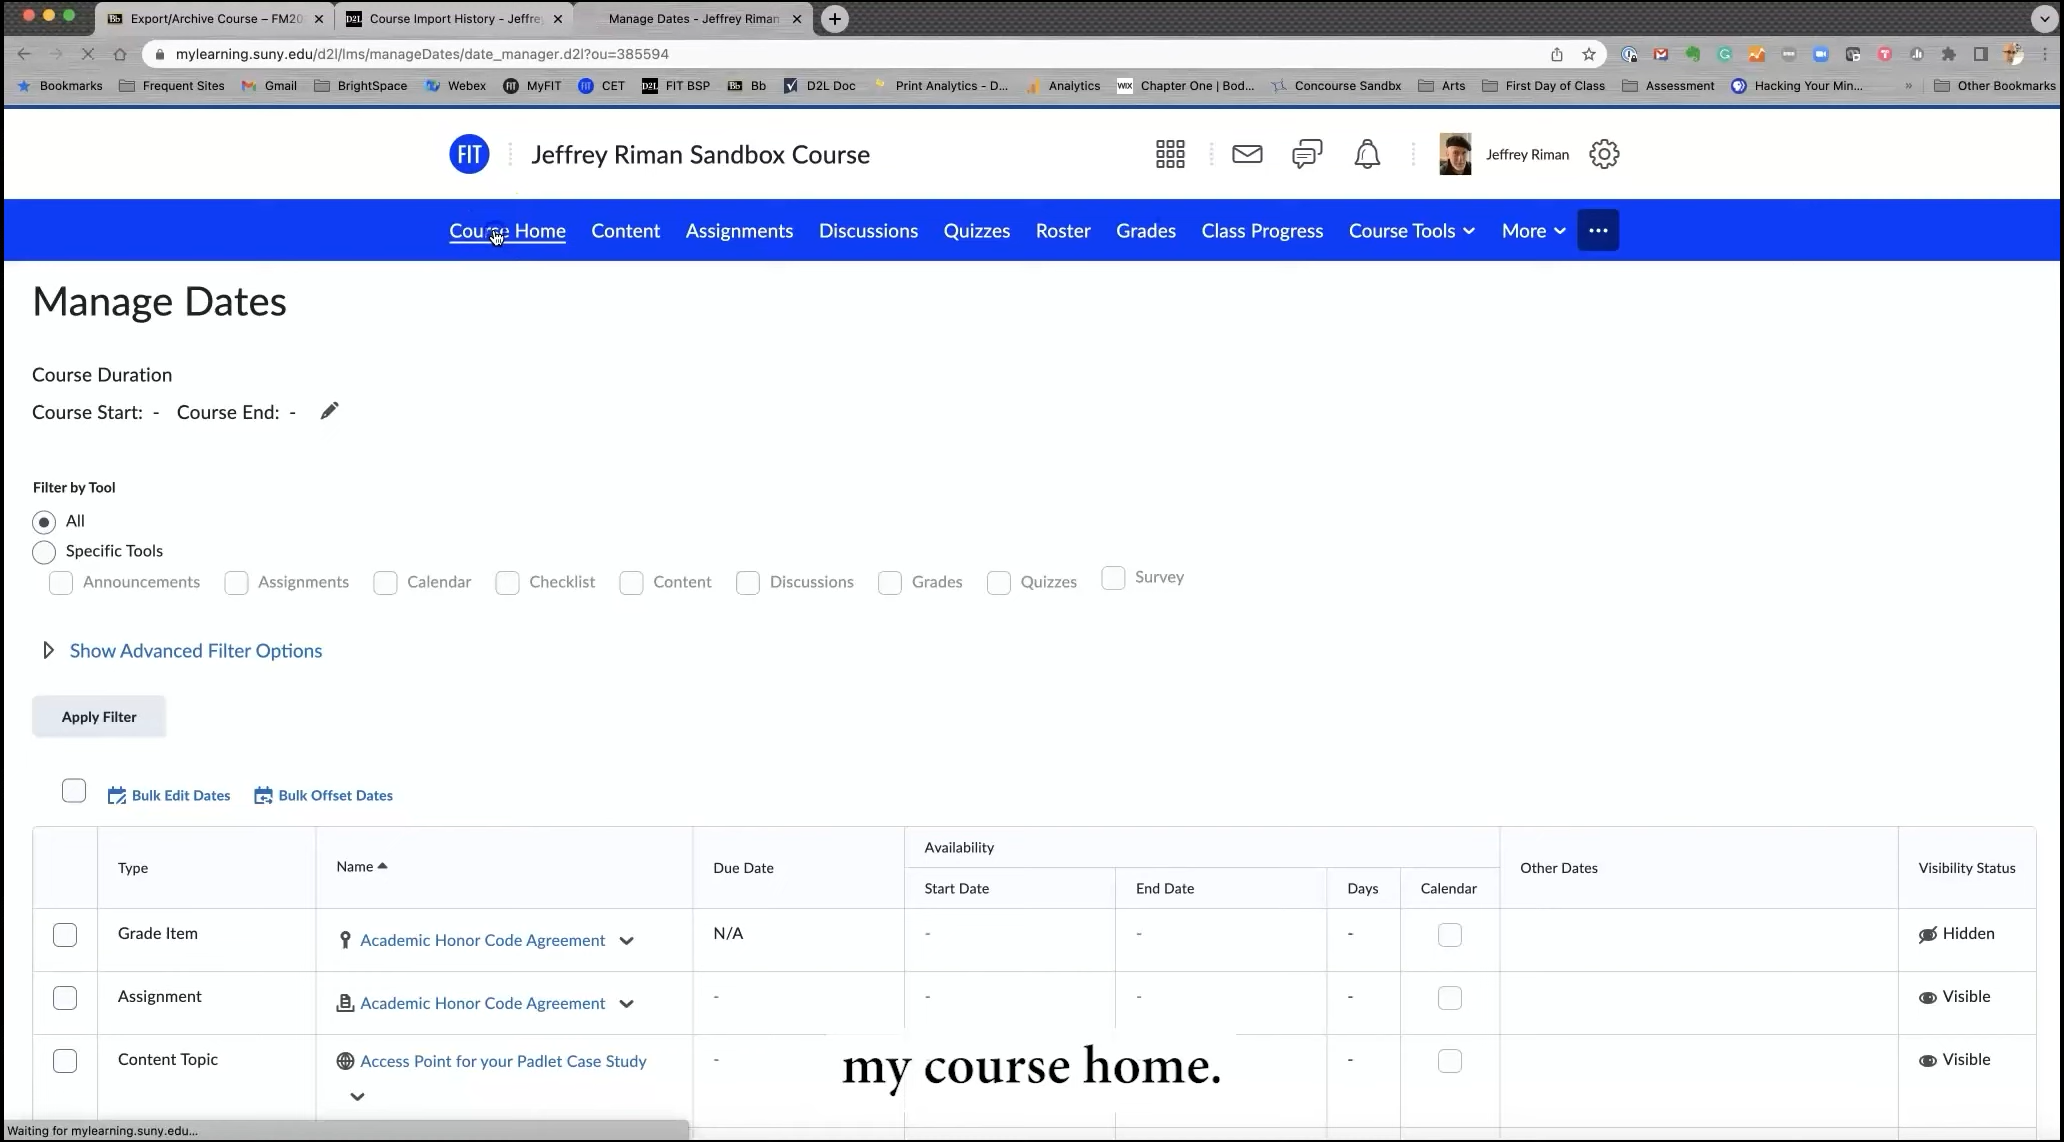 Export/Archive Course – FM20
Course Import History - Jeffre
Manage Dates - Jeffrey Riman
mylearning.suny.edu/d2l/lms/manageDates/date_manager.d2l?ou=385594
Bookmarks Frequent Sites Gmail BrightSpace Webex MyFIT CET FIT BSP Bb D2L Doc Print Analytics - D... Analytics Chapter One | Bod... Concourse Sandbx Arts First Day of Class Assessment Hacking Your Min... » Other Bookmarks
FIT Jeffrey Riman Sandbox Course Jeffrey Riman
Course Home Content Assignments Discussions Quizzes Roster Grades Class Progress Course Tools More ...
Manage Dates
Course Duration
Course Start: - Course End: -
Filter by Tool
All
Specific Tools
Announcements Assignments Calendar Checklist Content Discussions Grades Quizzes Survey
Show Advanced Filter Options
Apply Filter
Bulk Edit Dates Bulk Offset Dates
Availability
Type Name Due Date Other Dates Visibility Status
Start Date End Date Days Calendar
Grade Item Academic Honor Code Agreement N/A - - - Hidden
Assignment Academic Honor Code Agreement - - - - Visible
Content Topic Access Point for your Padlet Case Study - - Visible
my course home.
Waiting for mylearning.suny.edu...